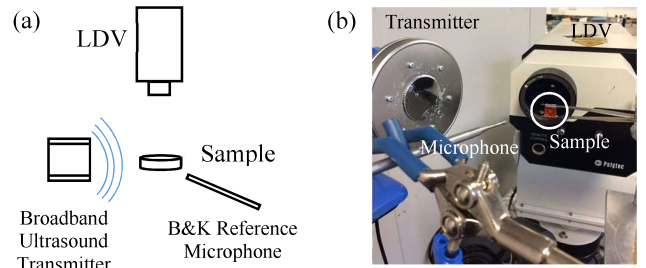 (a)
LDV
Sample
Broadband
Ultrasound
Transmitter
B&K Reference
Microphone
(b)
Transmitter
LDV
Microphone
Sample
Polytec